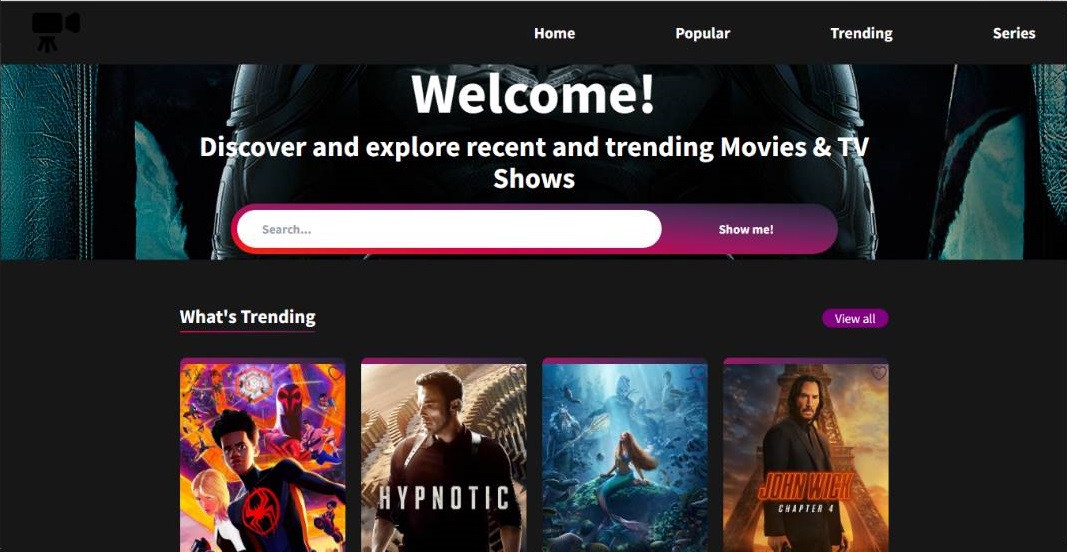 Home Popular Trending Series
Welcome!
Discover and explore recent and trending Movies & TV
Shows
Search...
Show me!
What's Trending
View all
HYPNOTIC
JOHN WICK
CHAPTER 4